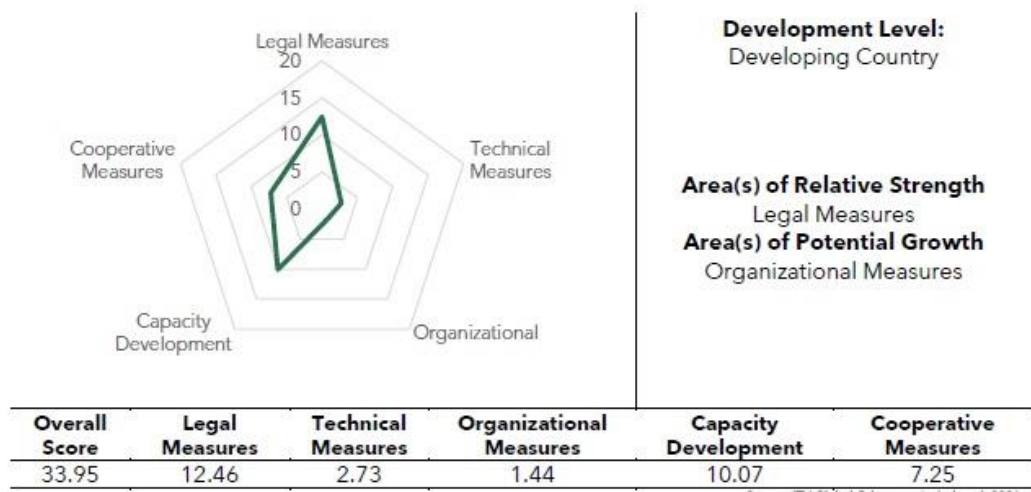 Legal Measures
20
15
10
5
0
Technical
Measures
Organizational
Capacity
Development
Cooperative
Measures
Development Level:
Developing Country
Area(s) of Relative Strength
Legal Measures
Area(s) of Potential Growth
Organizational Measures
Overall Score Legal Measures Technical Measures Organizational Measures Capacity Development Cooperative Measures
33.95 12.46 2.73 1.44 10.07 7.25